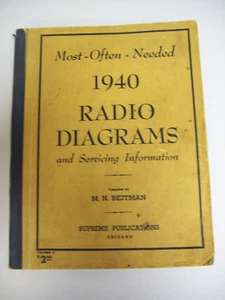 Most - Often - Needed
1940
RADIO
DIAGRAMS
and Servicing Information
Compiled by
M. N. BEITMAN
SUPREME PUBLICATIONS
CHICAGO